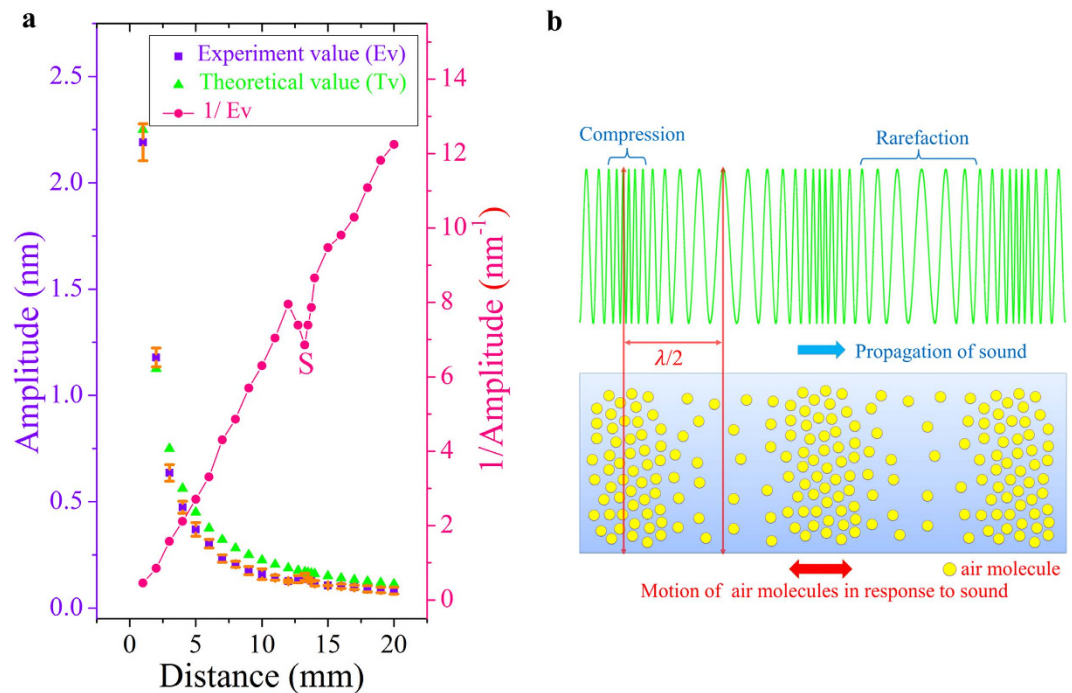 a
Experiment value (Ev)
Theoretical value (Tv)
1/ Ev
Amplitude (nm)
2.5
2.0
1.5
1.0
0.5
0.0
1/Amplitude (nm⁻¹)
14
12
10
8
6
4
2
0
S
0 5 10 15 20
Distance (mm)
b
Compression
Rarefaction
λ/2
Propagation of sound
air molecule
Motion of air molecules in response to sound